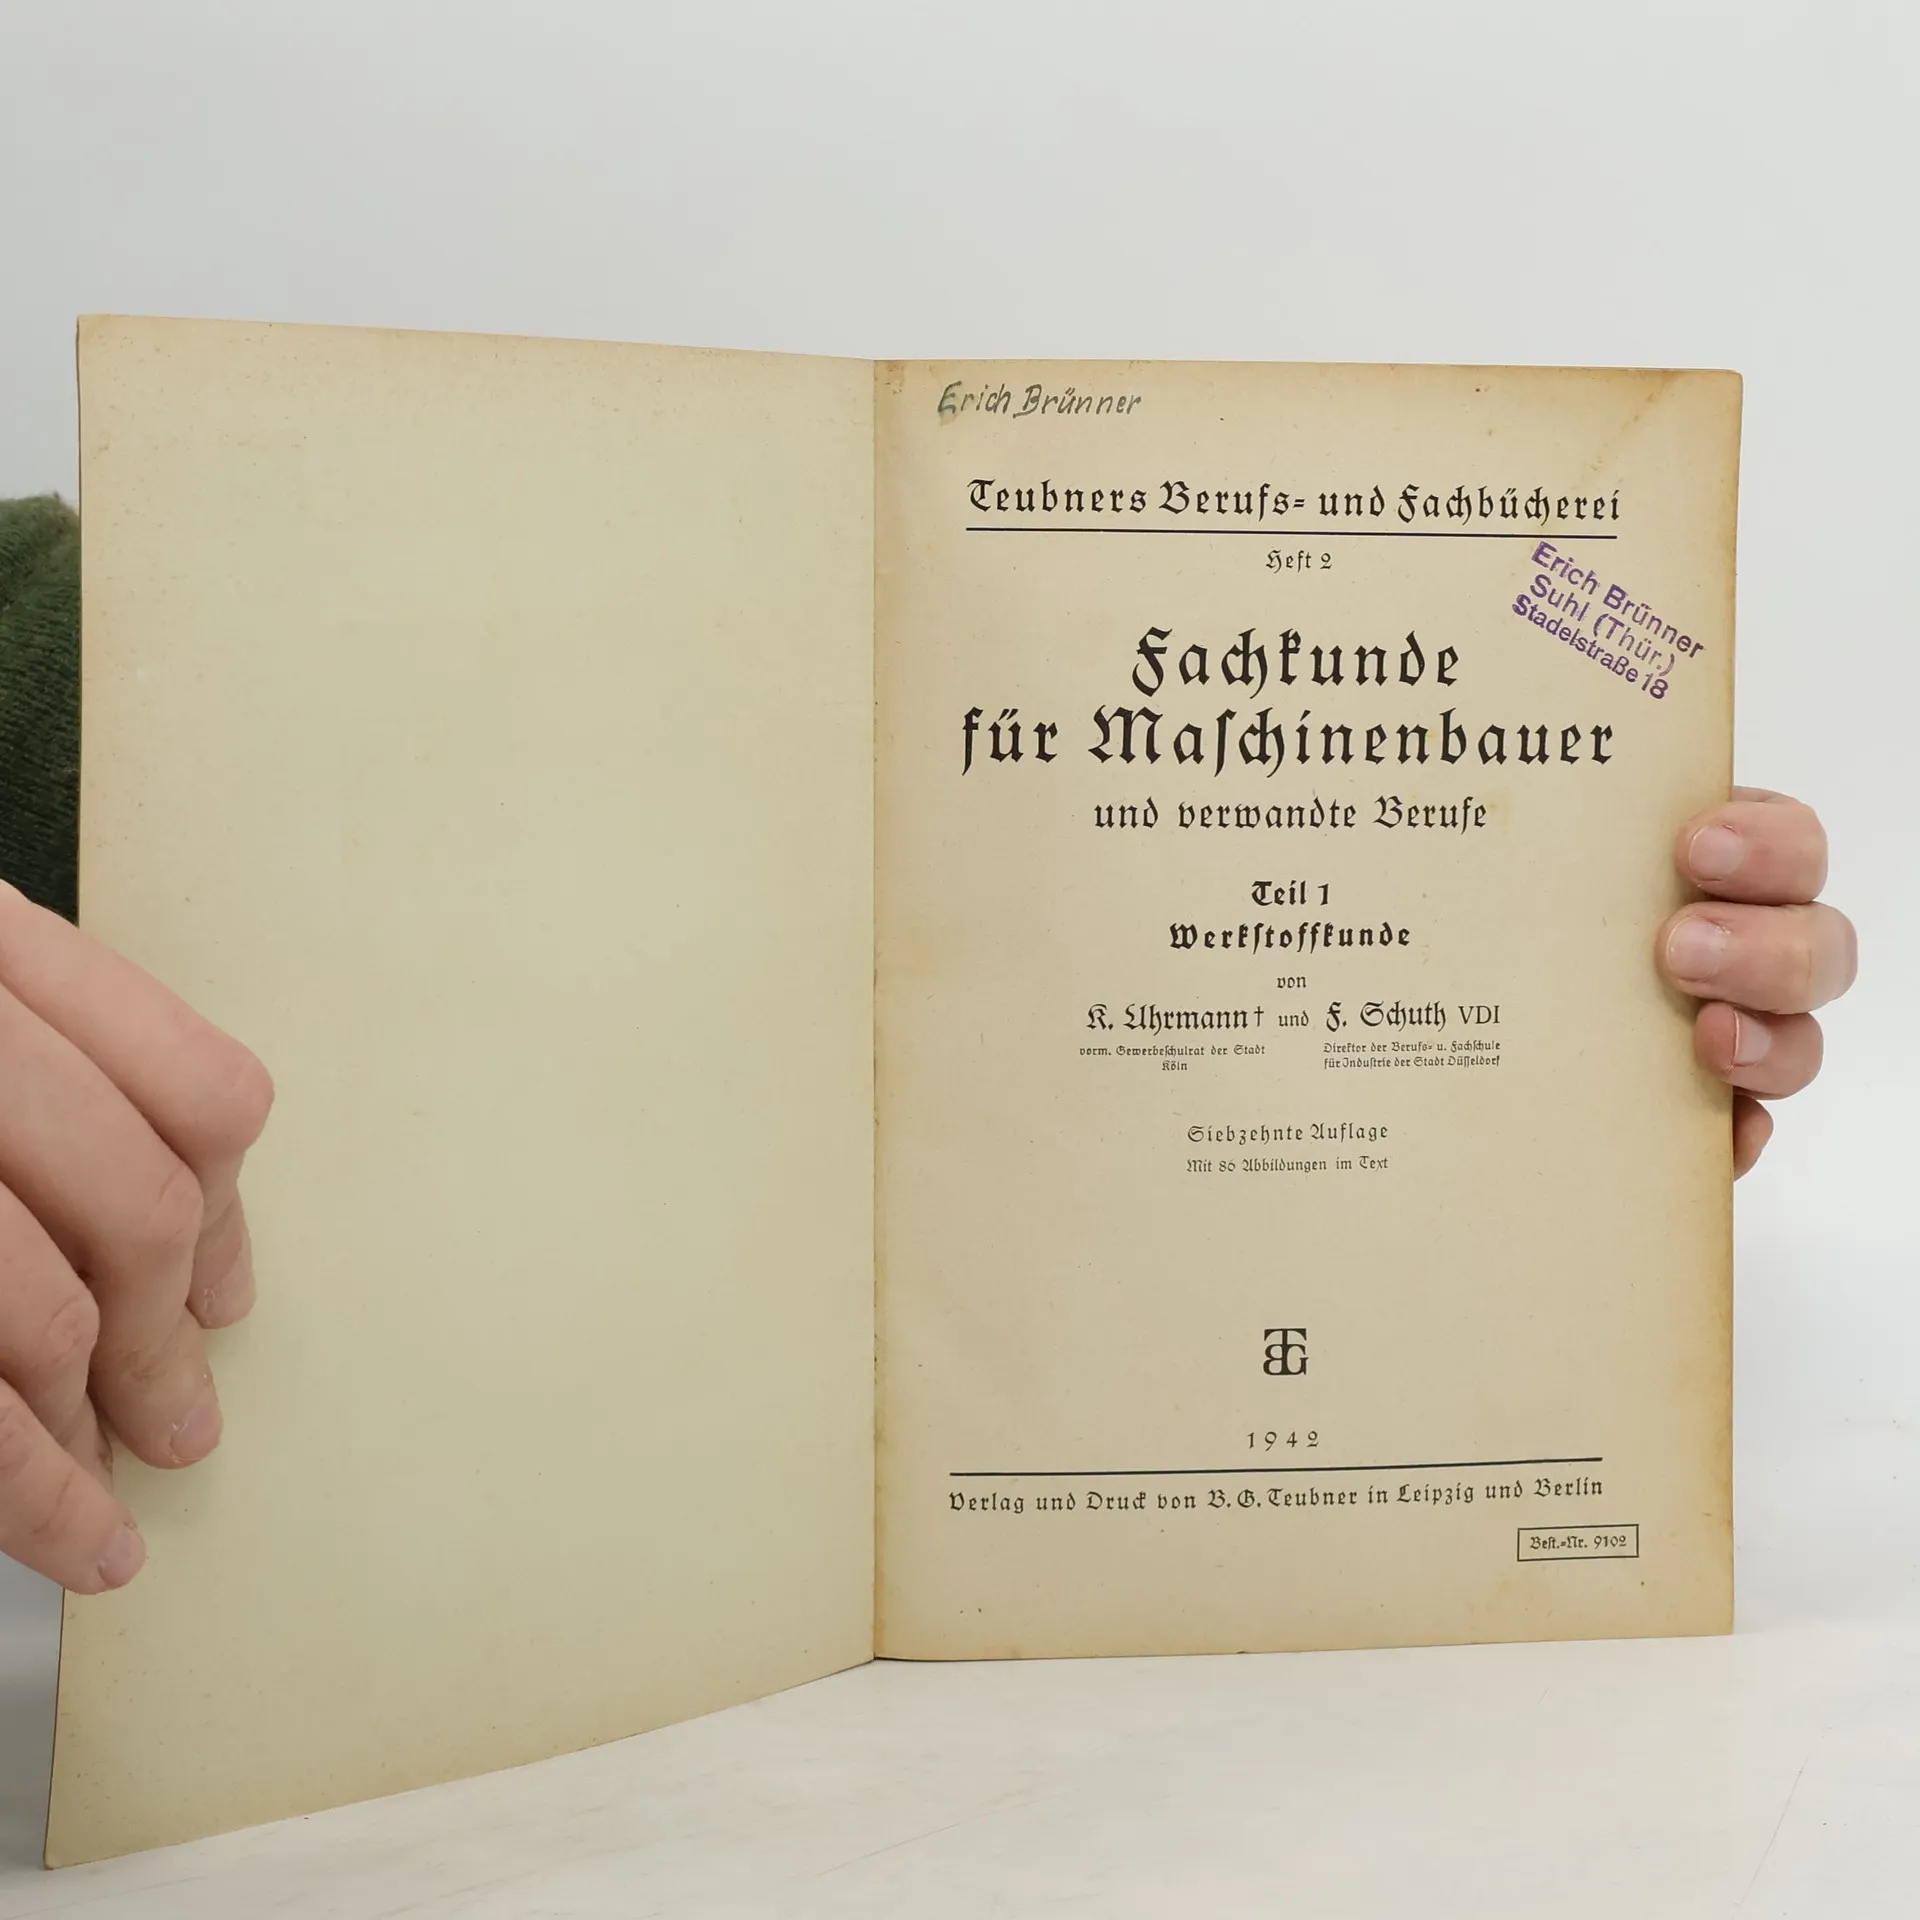 Erich Brünner
Teubners Berufs- und Fachbücherei
Heft 2
Erich Brünner
Suhl (Thür.)
Stadelstraße 18
Fachkunde
für Maſchinenbauer
und verwandte Berufe
Teil 1
Werkſtoffkunde
von
K. Uhrmann† und F. Schuth VDI
vorm. Gewerbeſchulrat der Stadt
Köln
Direktor der Berufs- u. Fachſchule
für Induſtrie der Stadt Düſſeldorf
Siebzehnte Auflage
Mit 86 Abbildungen im Text
BGT
1942
Verlag und Druck von B. G. Teubner in Leipzig und Berlin
Beſt.-Nr. 9102